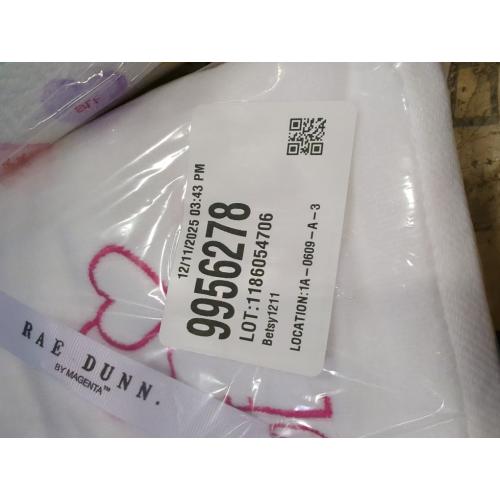 12/11/2025 03:43 PM
9956278
LOT:1186054706
Betsy1211
LOCATION:1A-0609-A-3
RAE DUNN.
BY MAGENTA™